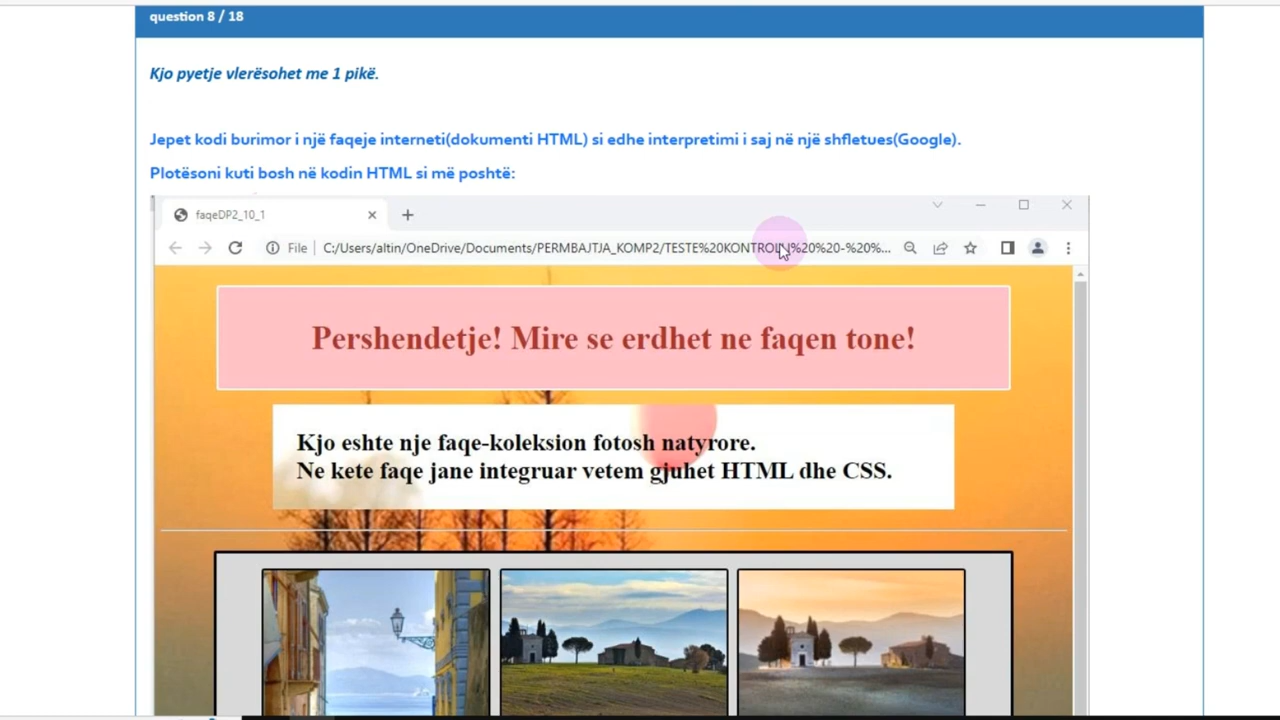 question 8 / 18
Kjo pyetje vlerësohet me 1 pikë.
Jepet kodi burimor i një faqeje interneti(dokumenti HTML) si edhe interpretimi i saj në një shfletues(Google).
Plotësoni kuti bosh në kodin HTML si më poshtë:
faqeDP2_10_1
File C:/Users/altin/OneDrive/Documents/PERMBAJTJA_KOMP2/TESTE%20KONTROLLI%20%20-%20%...
Pershendetje! Mire se erdhet ne faqen tone!
Kjo eshte nje faqe-koleksion fotosh natyrore.
Ne kete faqe jane integruar vetem gjuhet HTML dhe CSS.